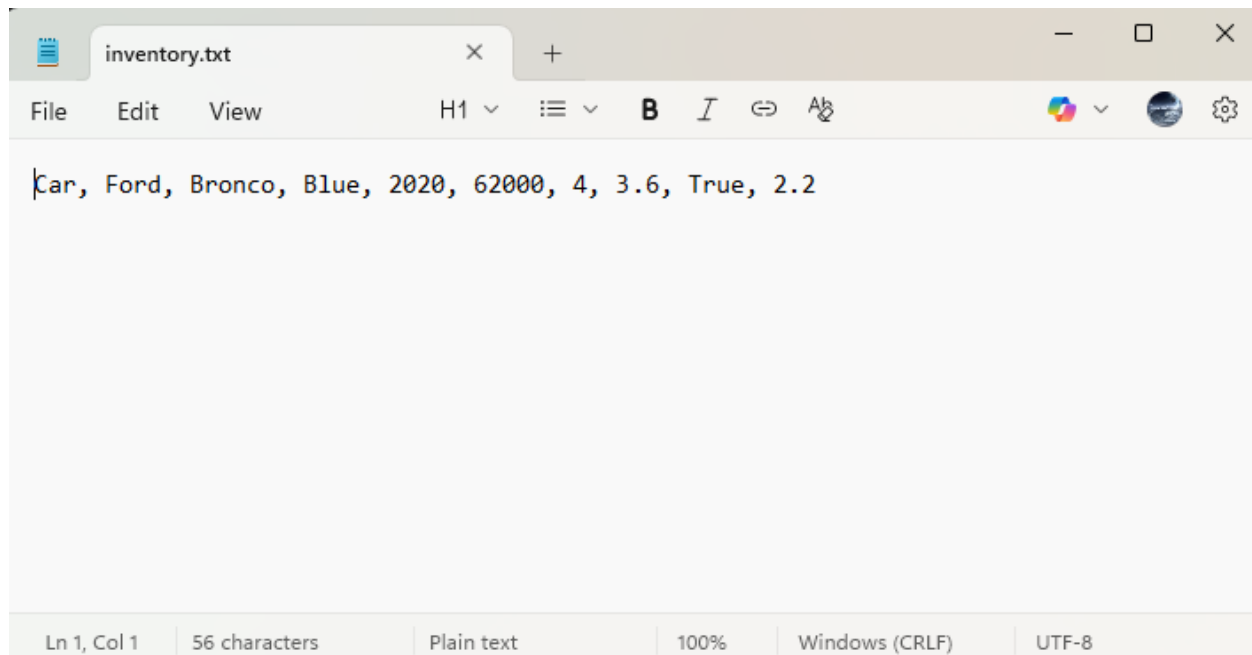 inventory.txt
File Edit View H1 B I Ab
Car, Ford, Bronco, Blue, 2020, 62000, 4, 3.6, True, 2.2
Ln 1, Col 1 56 characters Plain text 100% Windows (CRLF) UTF-8